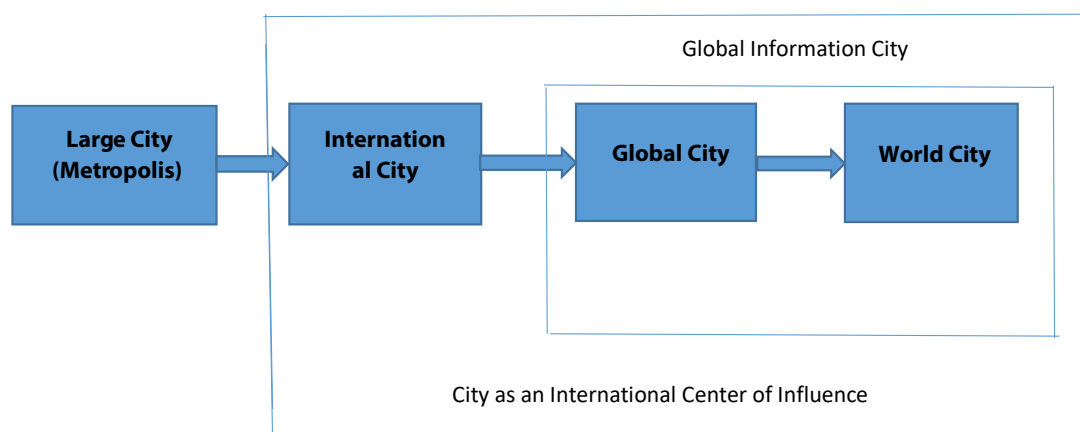 Global Information City
Large City
(Metropolis)
Internation
al City
Global City
World City
City as an International Center of Influence